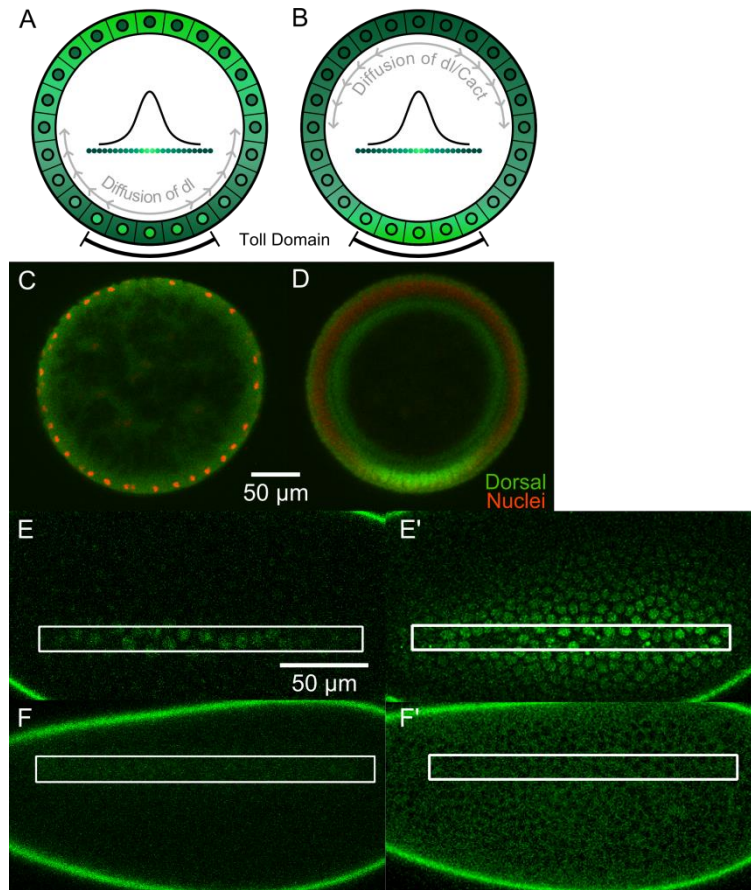 A
B
Diffusion of dl
Diffusion of dl/Cact
Toll Domain
C
D
50 µm
Dorsal
Nuclei
E
E'
50 µm
F
F'